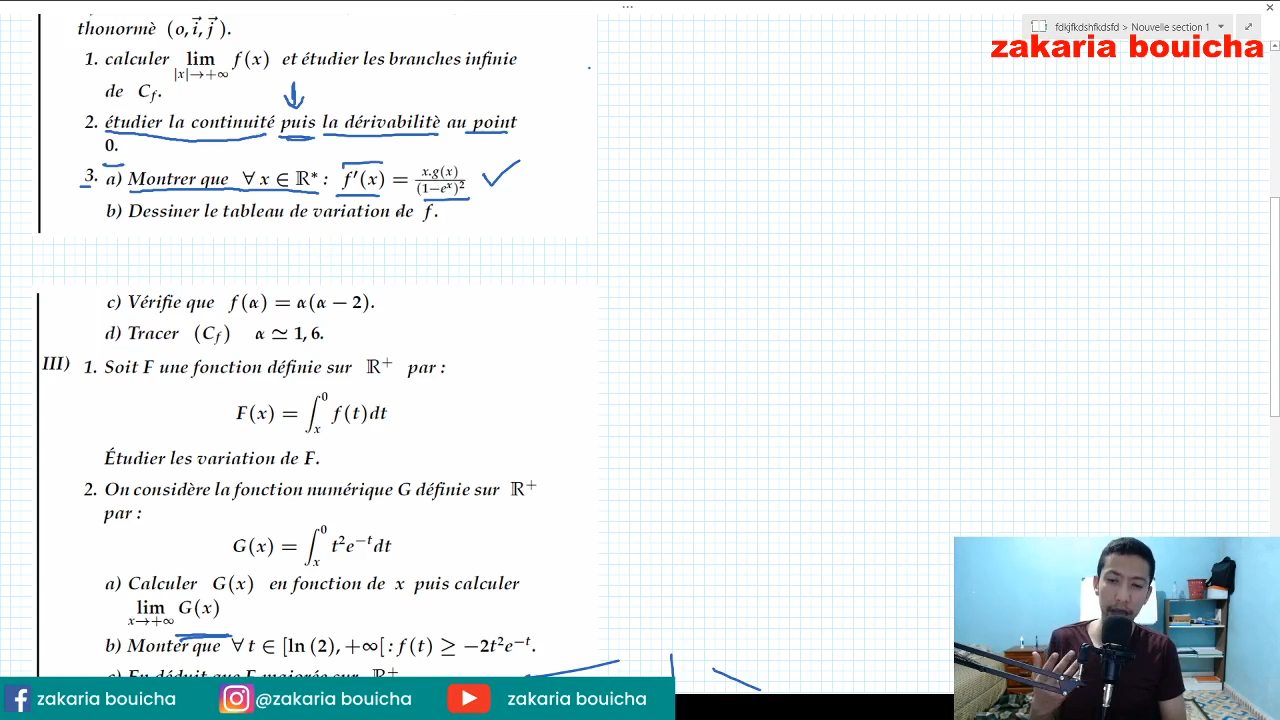 thonormè (o, i⃗, j⃗).
fdkjfkdshfkdsfd > Nouvelle section 1
zakaria bouicha
1. calculer lim f(x) et étudier les branches infinie
|x|→+∞
de C_f.
2. étudier la continuité puis la dérivabilité au point
0.
3. a) Montrer que ∀ x ∈ ℝ* : f′(x) = x.g(x)/(1−e^x)^2
b) Dessiner le tableau de variation de f.
c) Vérifie que f(α) = α(α − 2).
d) Tracer (C_f) α ≃ 1,6.
III) 1. Soit F une fonction définie sur ℝ⁺ par :
F(x) = ∫_x^0 f(t)dt
Étudier les variation de F.
2. On considère la fonction numérique G définie sur ℝ⁺
par :
G(x) = ∫_x^0 t²e^{−t}dt
a) Calculer G(x) en fonction de x puis calculer
lim G(x)
x→+∞
b) Monter que ∀ t ∈ [ln (2), +∞[ : f(t) ≥ −2t²e^{−t}.
zakaria bouicha @zakaria bouicha zakaria bouicha